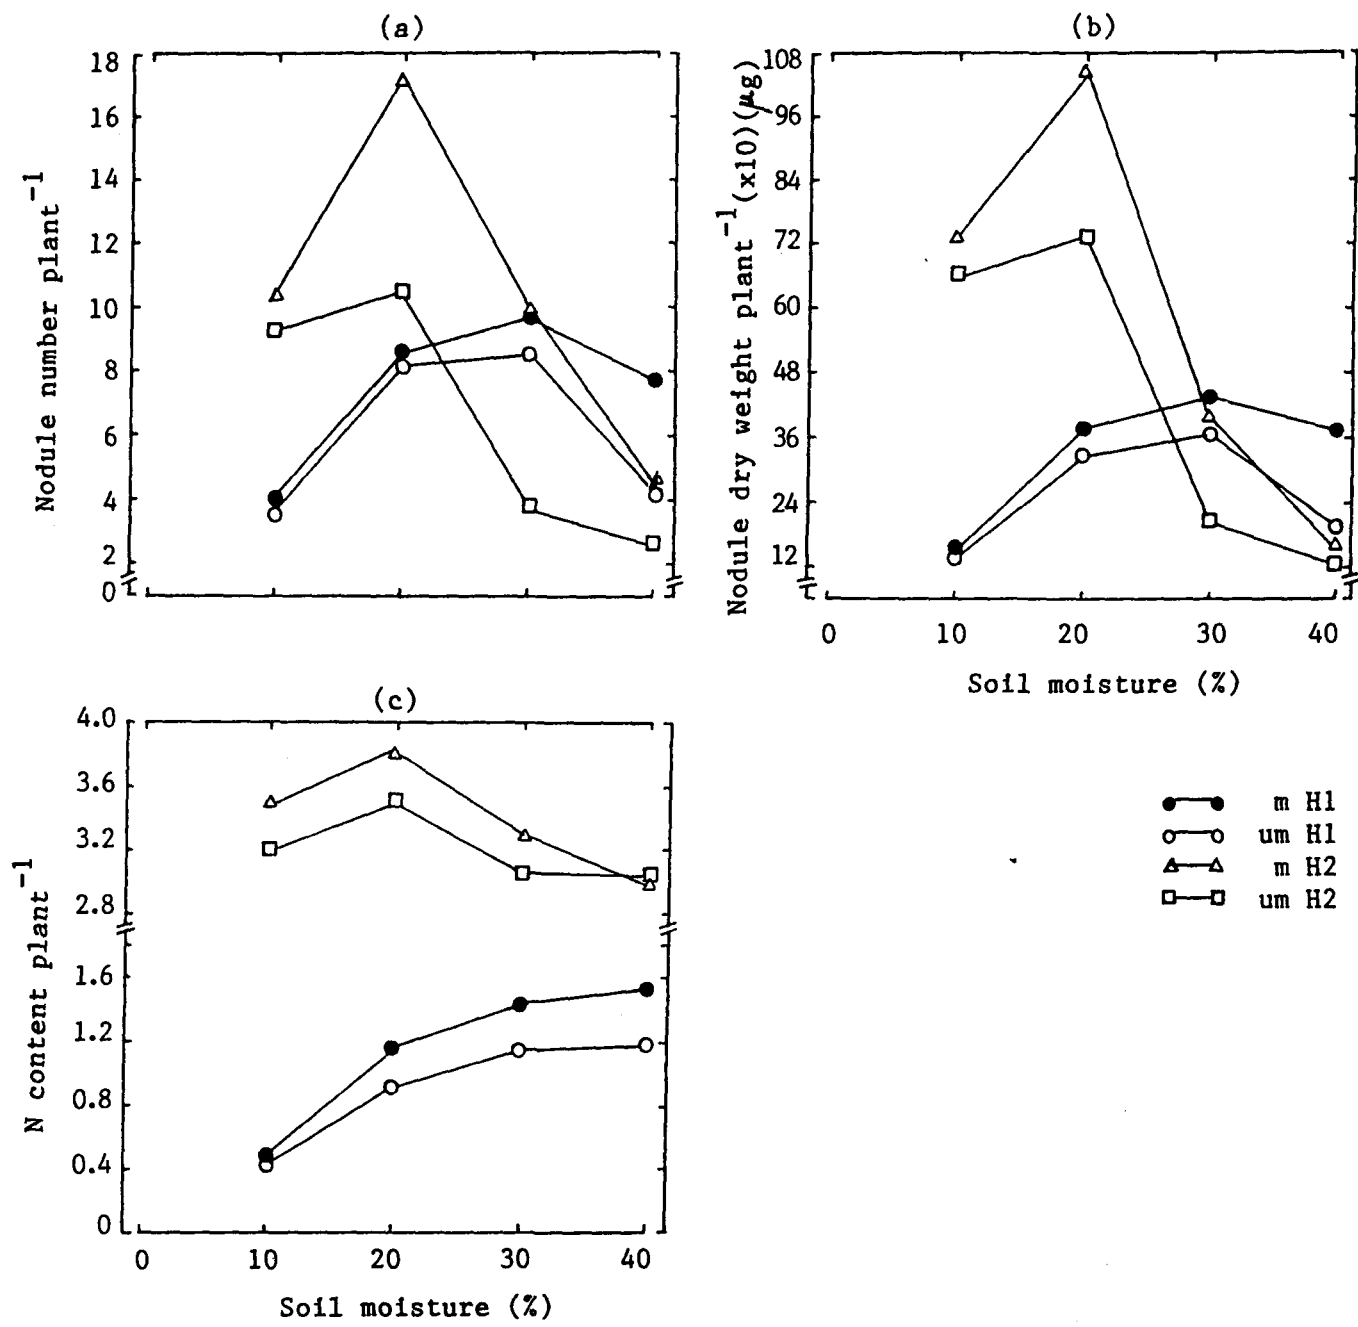 (a)
18
16
14
12
10
8
6
4
2
0
Nodule number plant⁻¹
(b)
108
96
84
72
60
48
36
24
12
Nodule dry weight plant⁻¹(x10)(µg)
0 10 20 30 40
Soil moisture (%)
(c)
4.0
3.6
3.2
2.8
1.6
1.2
0.8
0.4
0
N content plant⁻¹
0 10 20 30 40
Soil moisture (%)
m H1
um H1
m H2
um H2